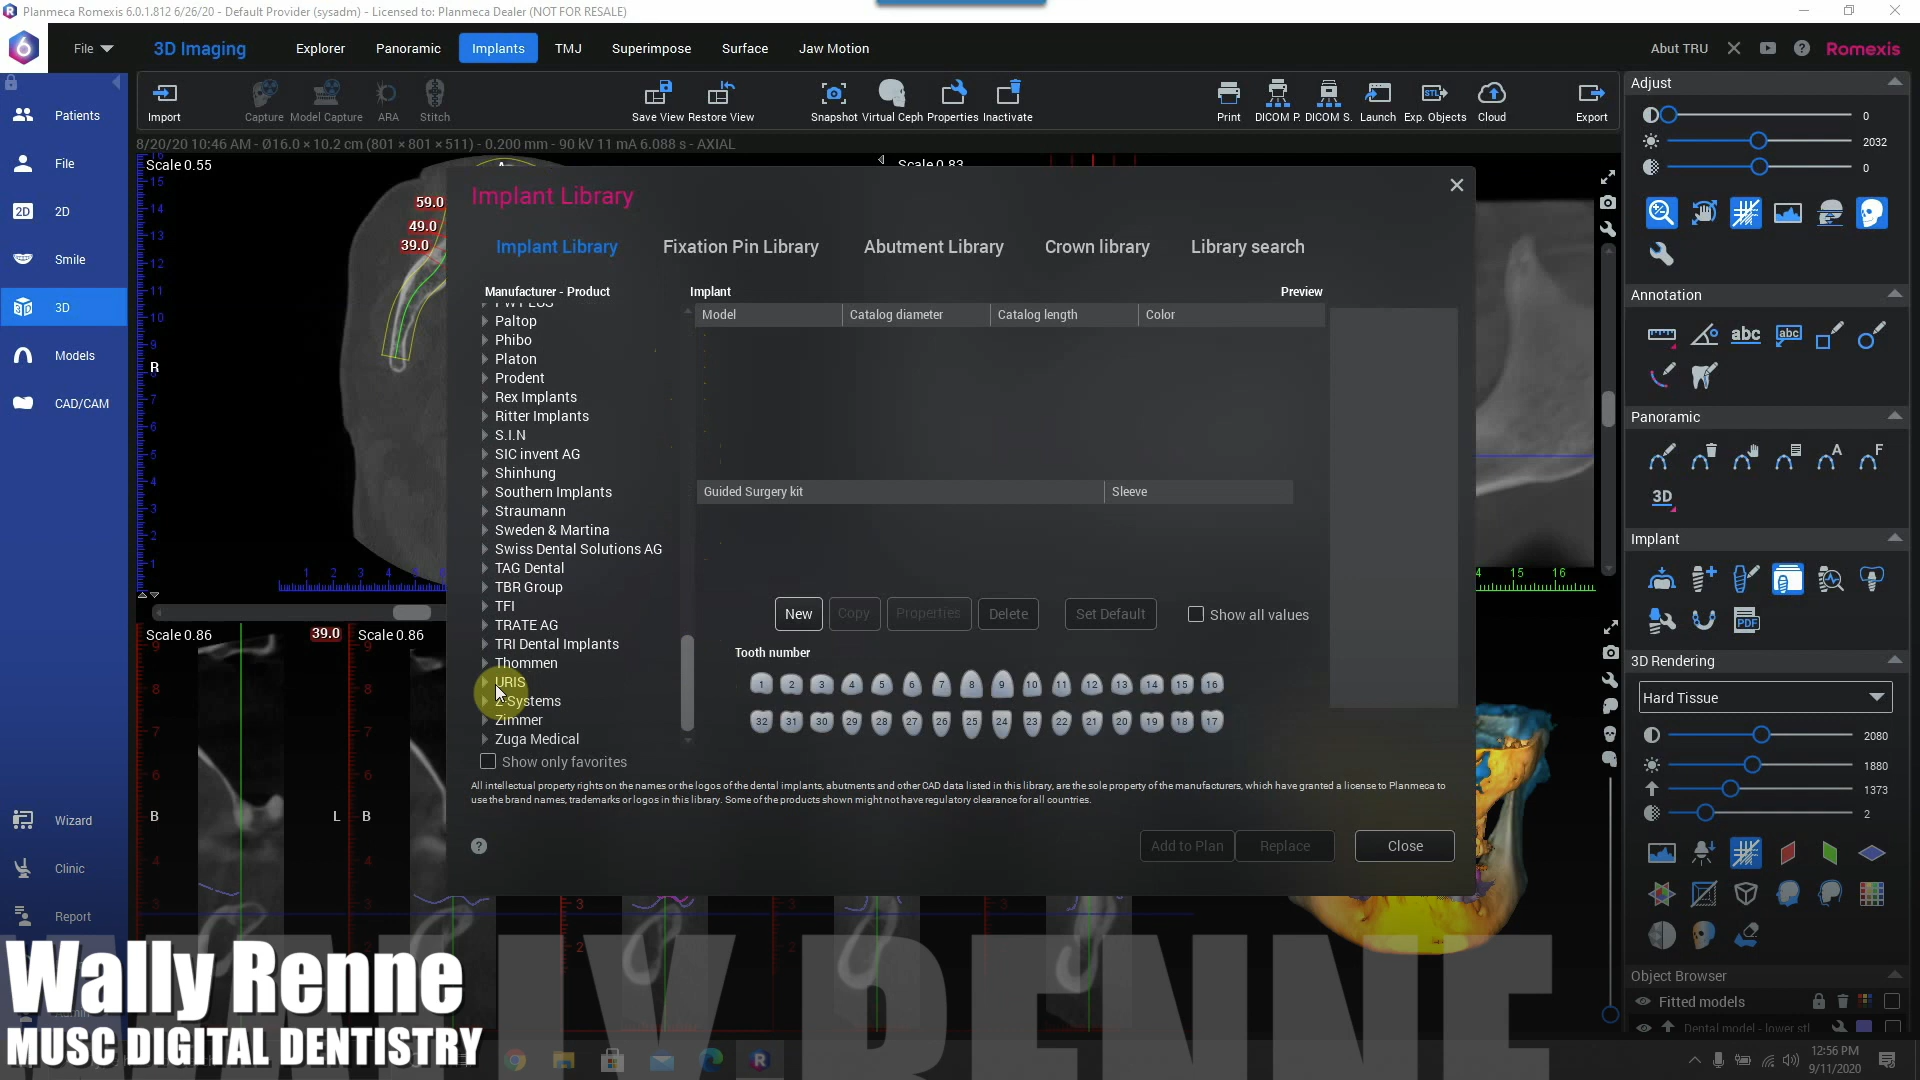 Planmeca Romexis 6.0.1.812 6/26/20 - Default Provider (sysadm) - Licensed to: Planmeca Dealer (NOT FOR RESALE)
File 3D Imaging Explorer Panoramic Implants TMJ Superimpose Surface Jaw Motion Abut TRU Romexis
Import Capture Model Capture ARA Stitch Save View Restore View Snapshot Virtual Ceph Properties Inactivate Print DICOM P. DICOM S. Launch Exp. Objects Cloud Export
8/20/20 10:46 AM - Ø16.0 × 10.2 cm (801 × 801 × 511) - 0.200 mm - 90 kV 11 mA 6.088 s - AXIAL
Patients
File
2D 2D
Smile
3D
Models
CAD/CAM
Wizard
Clinic
Report
Scale 0.55
Scale 0.83
59.0
49.0
39.0
R
Implant Library
Implant Library Fixation Pin Library Abutment Library Crown library Library search
Manufacturer - Product Implant Preview
Model Catalog diameter Catalog length Color
Paltop
Phibo
Platon
Prodent
Rex Implants
Ritter Implants
S.I.N
SIC invent AG
Shinhung
Southern Implants
Straumann
Sweden & Martina
Swiss Dental Solutions AG
TAG Dental
TBR Group
TFI
TRATE AG
TRI Dental Implants
Thommen
URIS
Z-Systems
Zimmer
Zuga Medical
Show only favorites
Guided Surgery kit Sleeve
New Copy Properties Delete Set Default Show all values
Tooth number
1 2 3 4 5 6 7 8 9 10 11 12 13 14 15 16
32 31 30 29 28 27 26 25 24 23 22 21 20 19 18 17
All intellectual property rights on the names or the logos of the dental implants, abutments and other CAD data listed in this library, are the sole property of the manufacturers, which have granted a license to Planmeca to
use the brand names, trademarks or logos in this library. Some of the products shown might not have regulatory clearance for all countries.
Add to Plan Replace Close
Scale 0.86 39.0 Scale 0.86
B L B
Adjust
0
2032
0
Annotation
abc abc
Panoramic
A F
3D
Implant
PDF
3D Rendering
Hard Tissue
2080
1880
1373
2
Object Browser
Fitted models
Dental model - lower.stl
Wally Renne
MUSC DIGITAL DENTISTRY
12:56 PM
9/11/2020